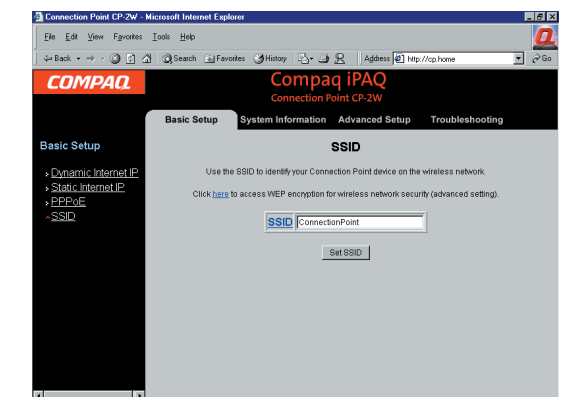 Connection Point CP-2W - Microsoft Internet Explorer
File Edit View Favorites Tools Help
Back Search Favorites History Address http://cp.home Go
COMPAQ
Compaq iPAQ
Connection Point CP-2W
Basic Setup System Information Advanced Setup Troubleshooting
Basic Setup
Dynamic Internet IP
Static Internet IP
PPPoE
SSID
SSID
Use the SSID to identify your Connection Point device on the wireless network.
Click here to access WEP encryption for wireless network security (advanced setting).
SSID ConnectionPoint
Set SSID